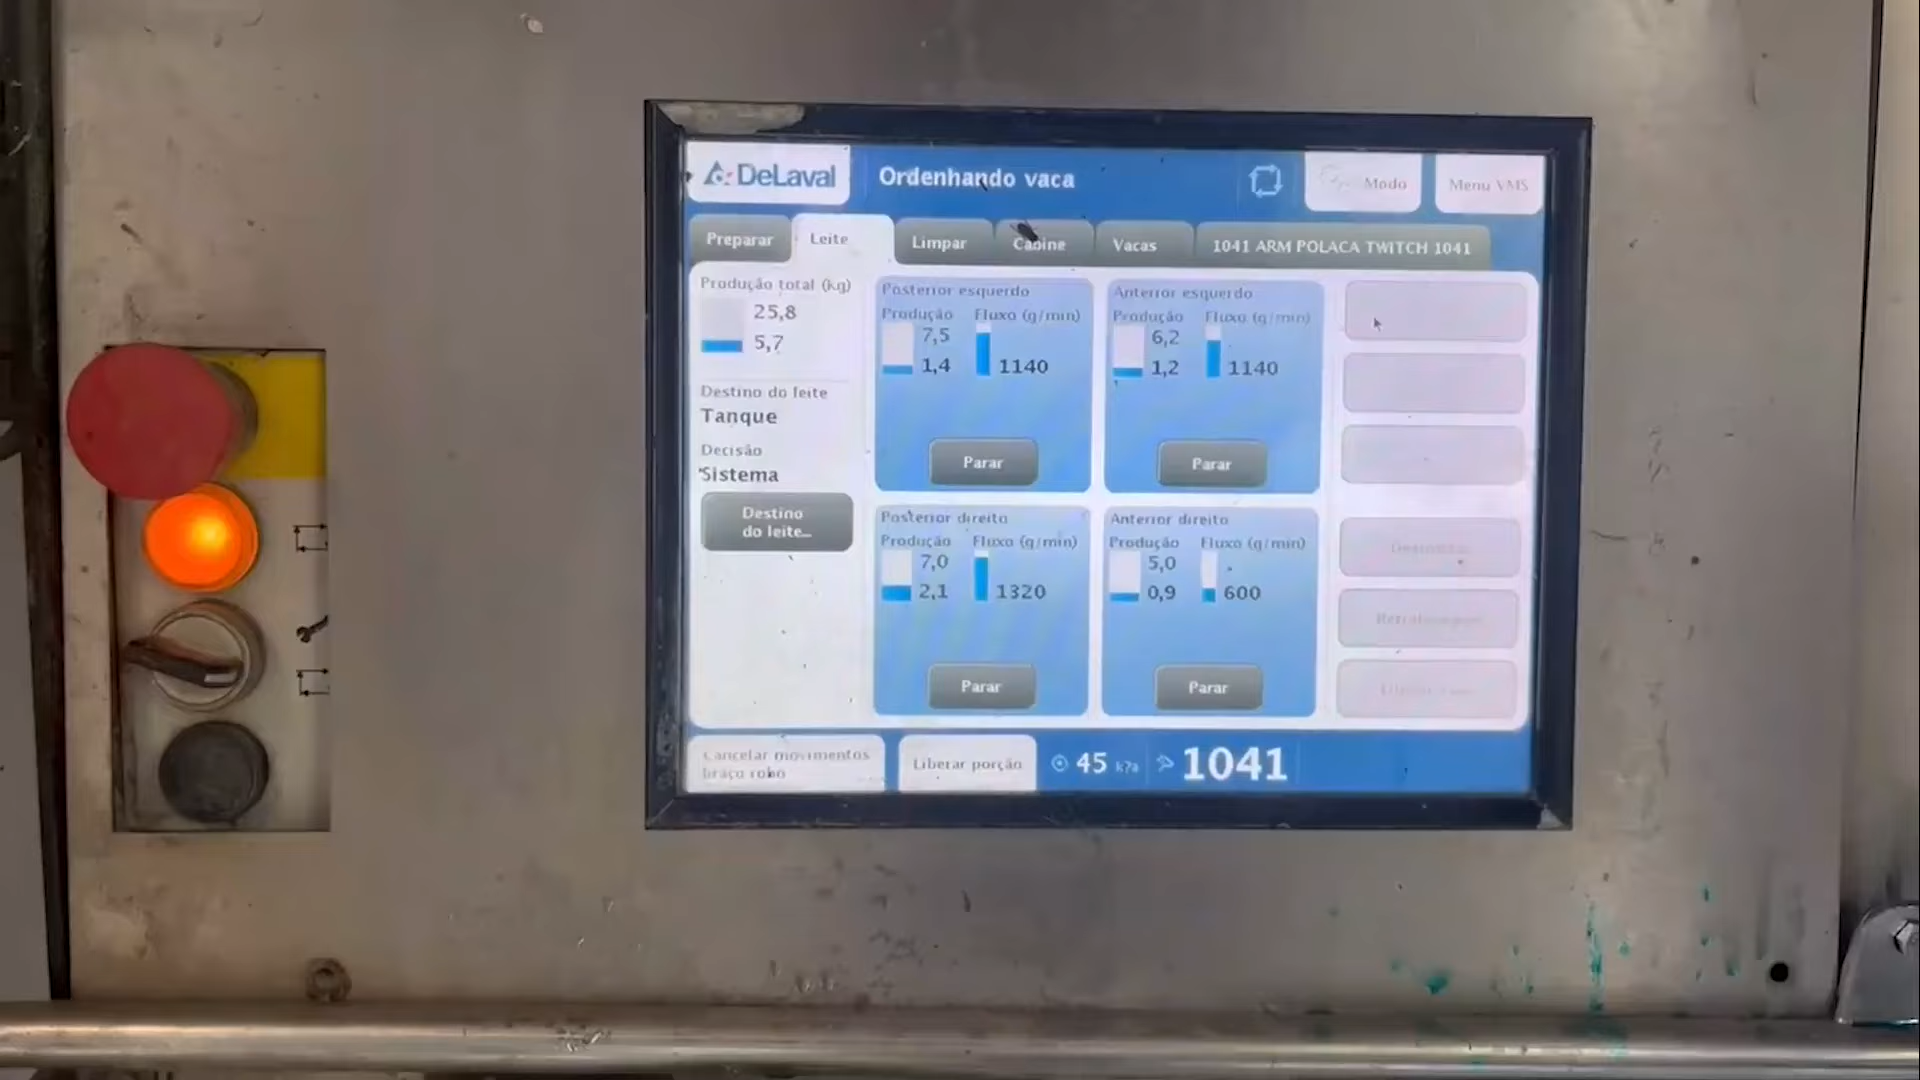 DeLaval
Ordenhando vaca
Modo
Menu VMS
Preparar
Leite
Limpar
Cabine
Vacas
1041 ARM POLACA TWITCH 1041
Produção total (kg)
25,8
5,7
Destino do leite
Tanque
Decisão
Sistema
Destino
do leite...
Posterior esquerdo
Produção Fluxo (g/min)
7,5
1,4 1140
Parar
Anterior esquerdo
Produção Fluxo (g/min)
6,2
1,2 1140
Parar
Posterior direito
Produção Fluxo (g/min)
7,0
2,1 1320
Parar
Anterior direito
Produção Fluxo (g/min)
5,0
0,9 600
Parar
Cancelar movimentos
braço robo
Liberar porção
45
1041